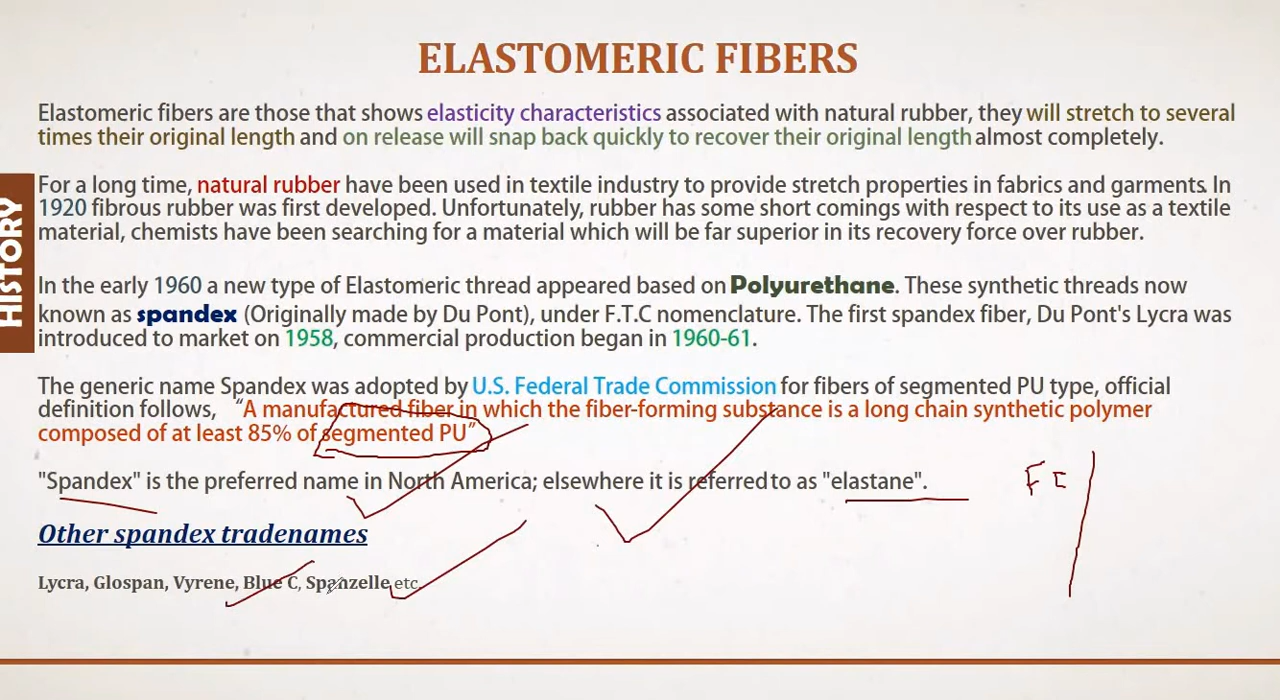 ELASTOMERIC FIBERS
Elastomeric fibers are those that shows elasticity characteristics associated with natural rubber, they will stretch to several
times their original length and on release will snap back quickly to recover their original length almost completely.
HISTORY
For a long time, natural rubber have been used in textile industry to provide stretch properties in fabrics and garments. In
1920 fibrous rubber was first developed. Unfortunately, rubber has some short comings with respect to its use as a textile
material, chemists have been searching for a material which will be far superior in its recovery force over rubber.
In the early 1960 a new type of Elastomeric thread appeared based on Polyurethane. These synthetic threads now
known as spandex (Originally made by Du Pont), under F.T.C nomenclature. The first spandex fiber, Du Pont's Lycra was
introduced to market on 1958, commercial production began in 1960-61.
The generic name Spandex was adopted by U.S. Federal Trade Commission for fibers of segmented PU type, official
definition follows, “A manufactured fiber in which the fiber-forming substance is a long chain synthetic polymer
composed of at least 85% of segmented PU”
"Spandex" is the preferred name in North America; elsewhere it is referred to as "elastane".
Other spandex tradenames
Lycra, Glospan, Vyrene, Blue C, Spanzelle etc